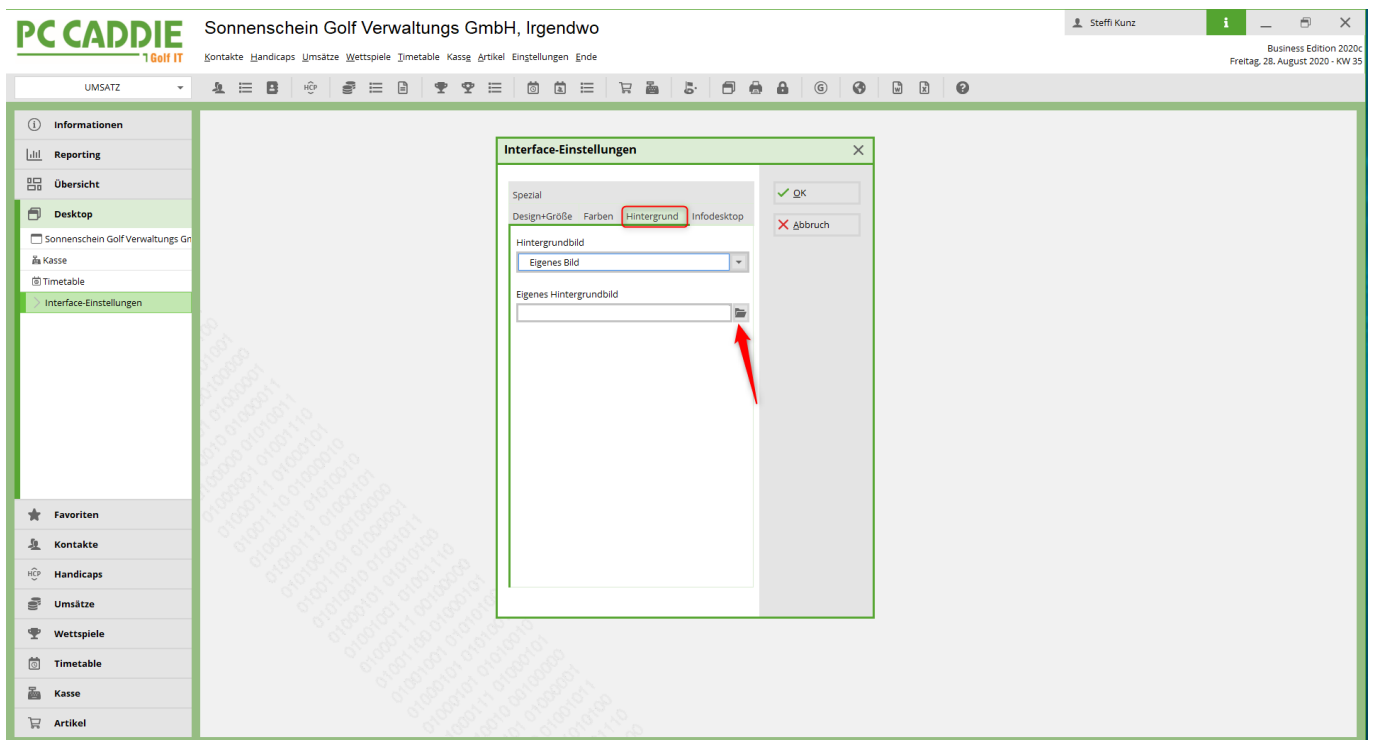 PC CADDIE
Golf IT
Sonnenschein Golf Verwaltungs GmbH, Irgendwo
Kontakte Handicaps Umsätze Wettspiele Timetable Kasse Artikel Einstellungen Ende
Steffi Kunz
i
Business Edition 2020c
Freitag, 28. August 2020 - KW 35
UMSATZ
HCP
G
Informationen
Reporting
Übersicht
Desktop
Sonnenschein Golf Verwaltungs Gm
Kasse
Timetable
Interface-Einstellungen
Favoriten
Kontakte
HCP Handicaps
Umsätze
Wettspiele
Timetable
Kasse
Artikel
Interface-Einstellungen
Spezial
Design+Größe Farben Hintergrund Infodesktop
Hintergrundbild
Eigenes Bild
Eigenes Hintergrundbild
OK
Abbruch